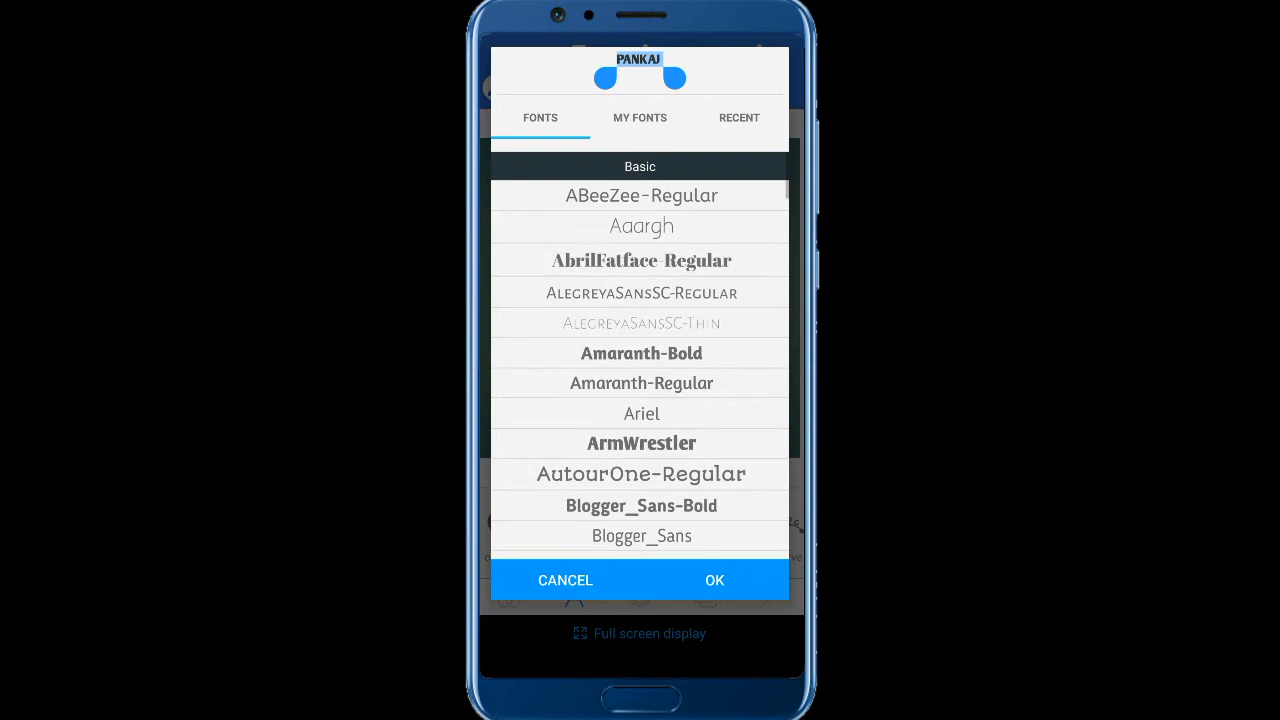 PANKAJ
FONTS MY FONTS RECENT
Basic
ABeeZee-Regular
Aaargh
AbrilFatface-Regular
AlegreyaSansSC-Regular
AlegreyaSansSC-Thin
Amaranth-Bold
Amaranth-Regular
Ariel
ArmWrestler
AutourOne-Regular
Blogger_Sans-Bold
Blogger_Sans
CANCEL OK
Full screen display